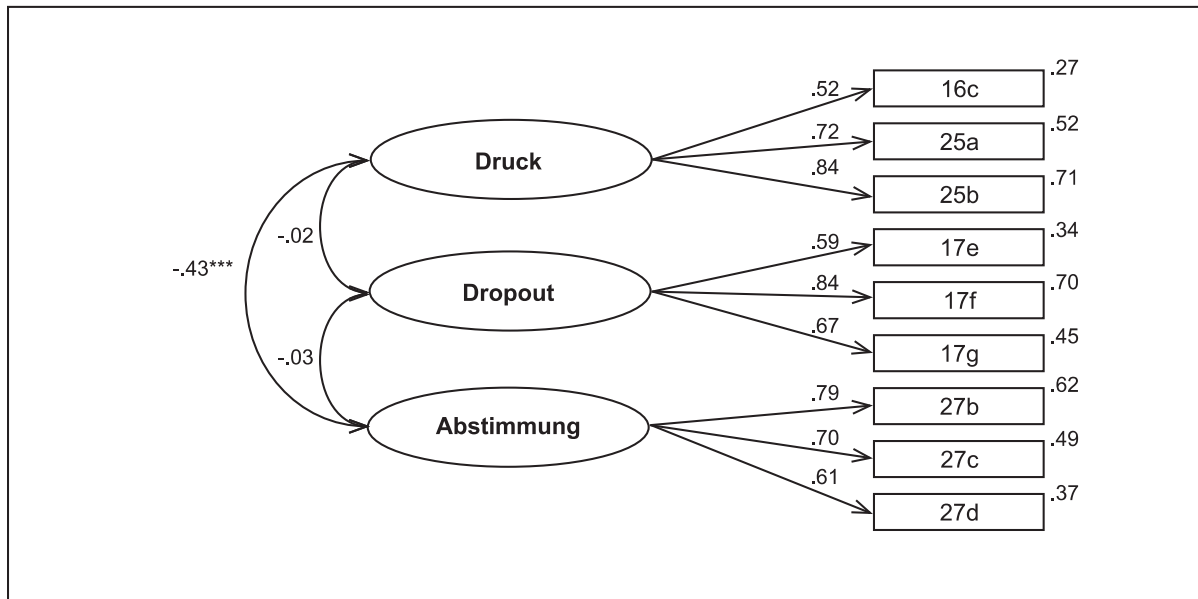 .27
.52
16c
.52
.72
25a
Druck
.84
.71
25b
-.02
.34
.59
17e
-.43***
.84
.70
Dropout
17f
.67
.45
17g
-.03
.62
.79
27b
Abstimmung
.70
.49
27c
.61
.37
27d